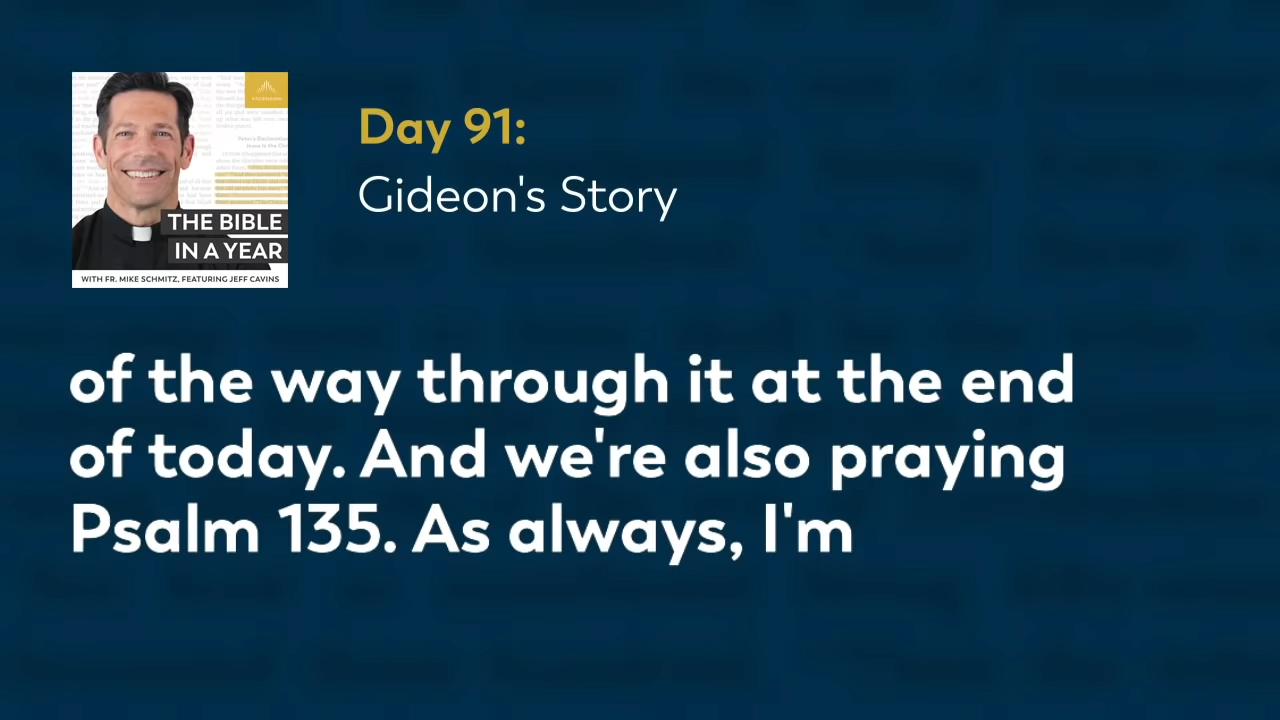 THE BIBLE
IN A YEAR
WITH FR. MIKE SCHMITZ, FEATURING JEFF CAVINS
Day 91:
Gideon's Story
of the way through it at the end
of today. And we're also praying
Psalm 135. As always, I'm